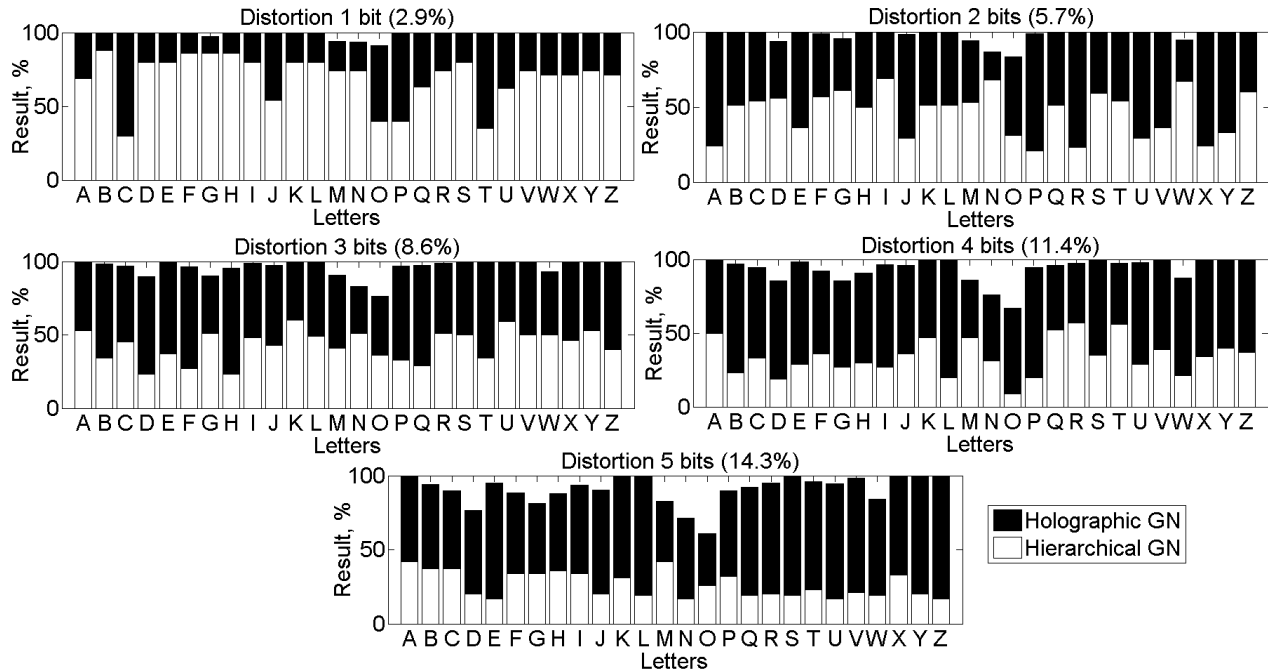 Distortion 1 bit (2.9%)
100
50
0
Result, %
A B C D E F G H I J K L M N O P Q R S T U V W X Y Z
Letters
Distortion 2 bits (5.7%)
100
50
0
Result, %
A B C D E F G H I J K L M N O P Q R S T U V W X Y Z
Letters
Distortion 3 bits (8.6%)
100
50
0
Result, %
A B C D E F G H I J K L M N O P Q R S T U V W X Y Z
Letters
Distortion 4 bits (11.4%)
100
50
0
Result, %
A B C D E F G H I J K L M N O P Q R S T U V W X Y Z
Letters
Distortion 5 bits (14.3%)
100
50
0
Result, %
A B C D E F G H I J K L M N O P Q R S T U V W X Y Z
Letters
Holographic GN
Hierarchical GN